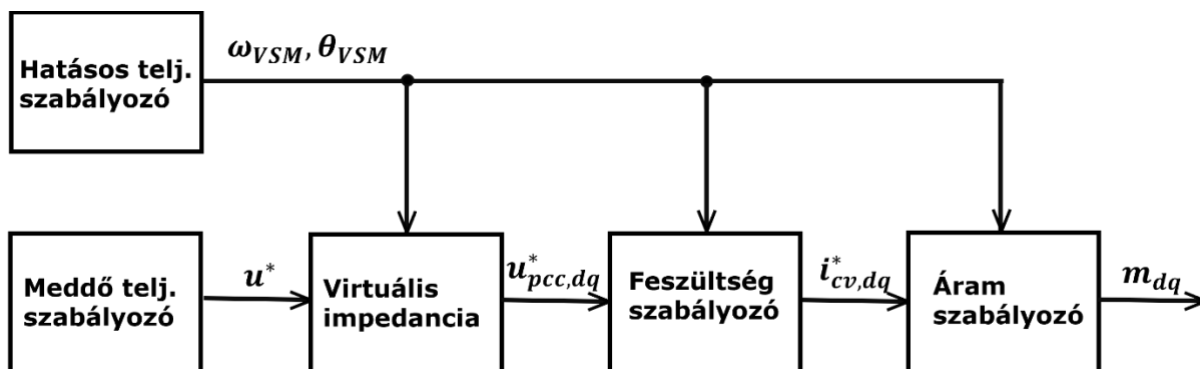 Hatásos telj.
szabályozó
ω_VSM, θ_VSM
Meddő telj.
szabályozó
u*
Virtuális
impedancia
u*_pcc,dq
Feszültség
szabályozó
i*_cv,dq
Áram
szabályozó
m_dq